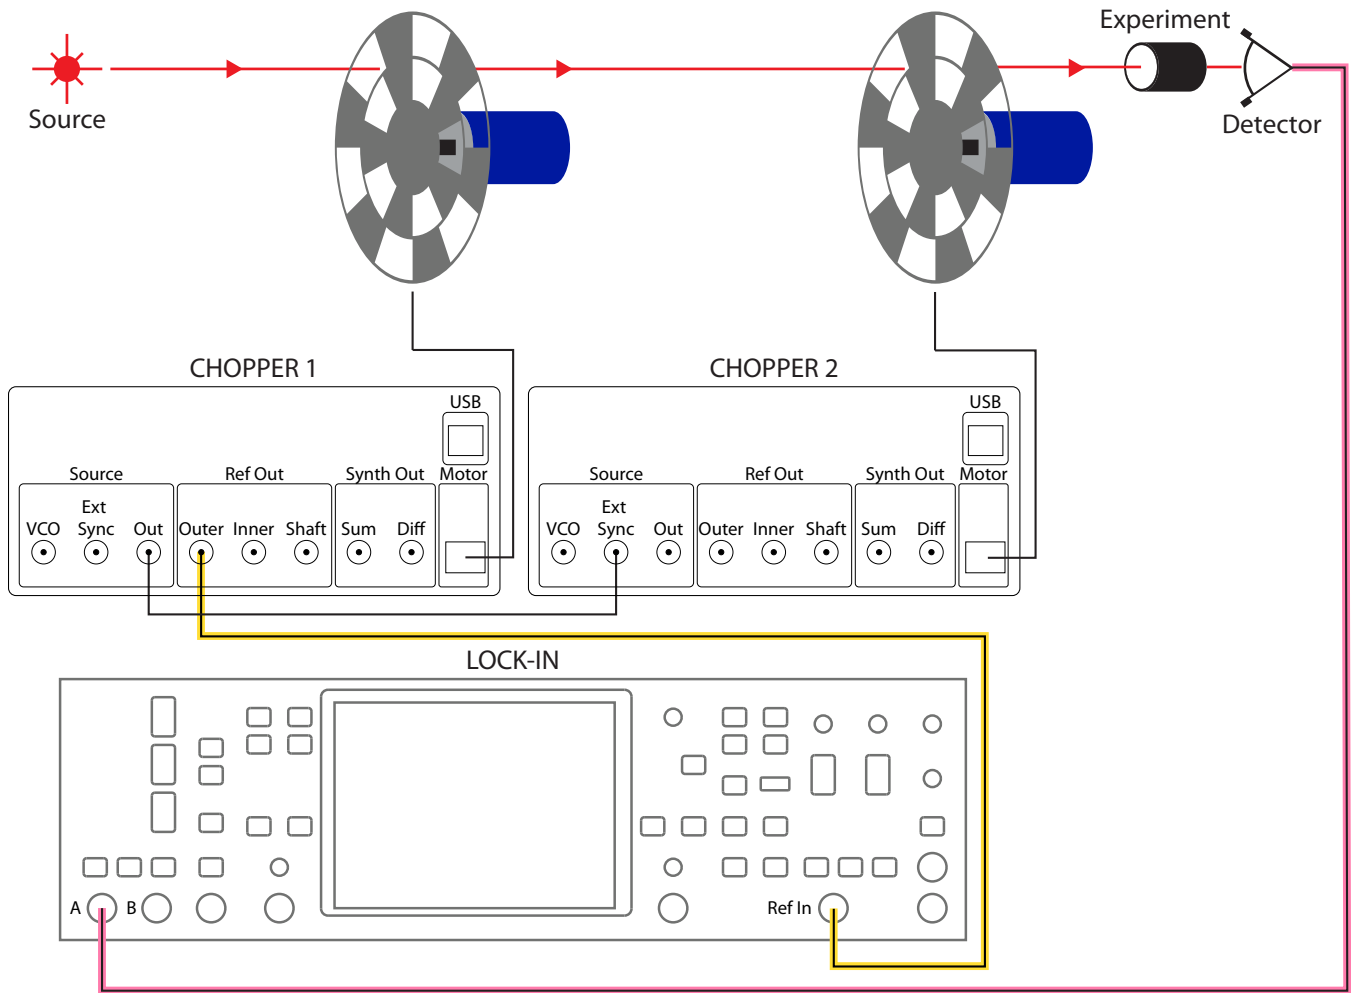 Experiment
Source
Detector
CHOPPER 1
CHOPPER 2
USB
USB
Source
Ref Out
Synth Out
Motor
Source
Ref Out
Synth Out
Motor
Ext
Ext
VCO
Sync
Out
Outer
Inner
Shaft
Sum
Diff
VCO
Sync
Out
Outer
Inner
Shaft
Sum
Diff
LOCK-IN
A
B
Ref In